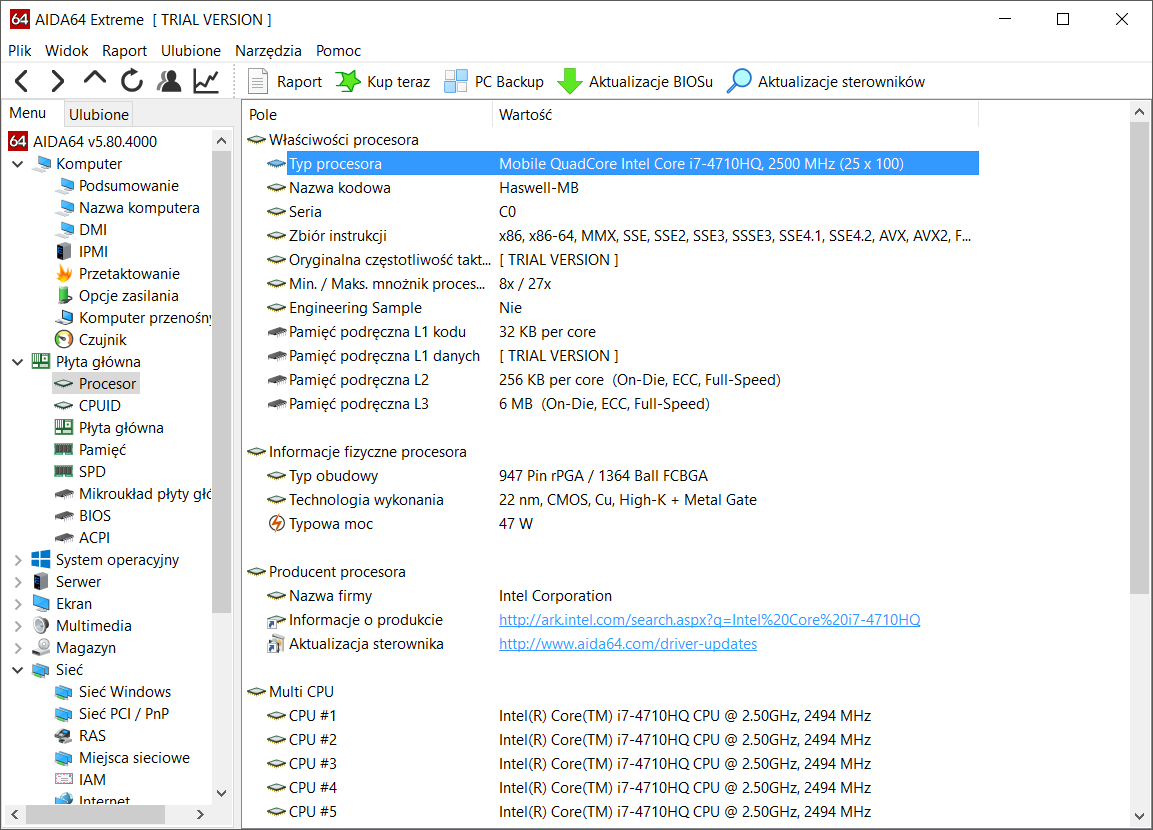 64 AIDA64 Extreme [ TRIAL VERSION ]
Plik Widok Raport Ulubione Narzędzia Pomoc
Raport Kup teraz PC Backup Aktualizacje BIOSu Aktualizacje sterowników
Menu Ulubione
64 AIDA64 v5.80.4000
Komputer
Podsumowanie
Nazwa komputera
DMI
IPMI
Przetaktowanie
Opcje zasilania
Komputer przenośny
Czujnik
Płyta główna
Procesor
CPUID
Płyta główna
Pamięć
SPD
Mikroukład płyty głó
BIOS
ACPI
System operacyjny
Serwer
Ekran
Multimedia
Magazyn
Sieć
Sieć Windows
Sieć PCI / PnP
RAS
Miejsca sieciowe
IAM
Internet
Pole Wartość
Właściwości procesora
Typ procesora Mobile QuadCore Intel Core i7-4710HQ, 2500 MHz (25 x 100)
Nazwa kodowa Haswell-MB
Seria C0
Zbiór instrukcji x86, x86-64, MMX, SSE, SSE2, SSE3, SSSE3, SSE4.1, SSE4.2, AVX, AVX2, F...
Oryginalna częstotliwość takt... [ TRIAL VERSION ]
Min. / Maks. mnożnik proces... 8x / 27x
Engineering Sample Nie
Pamięć podręczna L1 kodu 32 KB per core
Pamięć podręczna L1 danych [ TRIAL VERSION ]
Pamięć podręczna L2 256 KB per core (On-Die, ECC, Full-Speed)
Pamięć podręczna L3 6 MB (On-Die, ECC, Full-Speed)
Informacje fizyczne procesora
Typ obudowy 947 Pin rPGA / 1364 Ball FCBGA
Technologia wykonania 22 nm, CMOS, Cu, High-K + Metal Gate
Typowa moc 47 W
Producent procesora
Nazwa firmy Intel Corporation
Informacje o produkcie http://ark.intel.com/search.aspx?q=Intel%20Core%20i7-4710HQ
Aktualizacja sterownika http://www.aida64.com/driver-updates
Multi CPU
CPU #1 Intel(R) Core(TM) i7-4710HQ CPU @ 2.50GHz, 2494 MHz
CPU #2 Intel(R) Core(TM) i7-4710HQ CPU @ 2.50GHz, 2494 MHz
CPU #3 Intel(R) Core(TM) i7-4710HQ CPU @ 2.50GHz, 2494 MHz
CPU #4 Intel(R) Core(TM) i7-4710HQ CPU @ 2.50GHz, 2494 MHz
CPU #5 Intel(R) Core(TM) i7-4710HQ CPU @ 2.50GHz, 2494 MHz